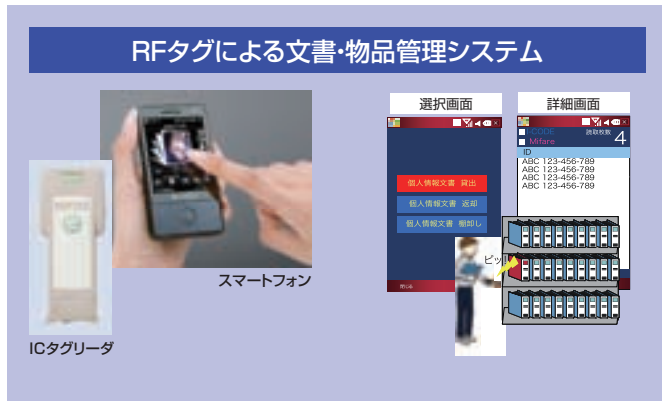 RFタグによる文書・物品管理システム
選択画面
詳細画面
I-CODE
読取枚数
Mifare
4
ID
ABC 123-456-789
ABC 123-456-789
ABC 123-456-789
ABC 123-456-789
個人情報文書 貸出
個人情報文書 返却
個人情報文書 棚卸し
ピッ!!
スマートフォン
ICタグリーダ